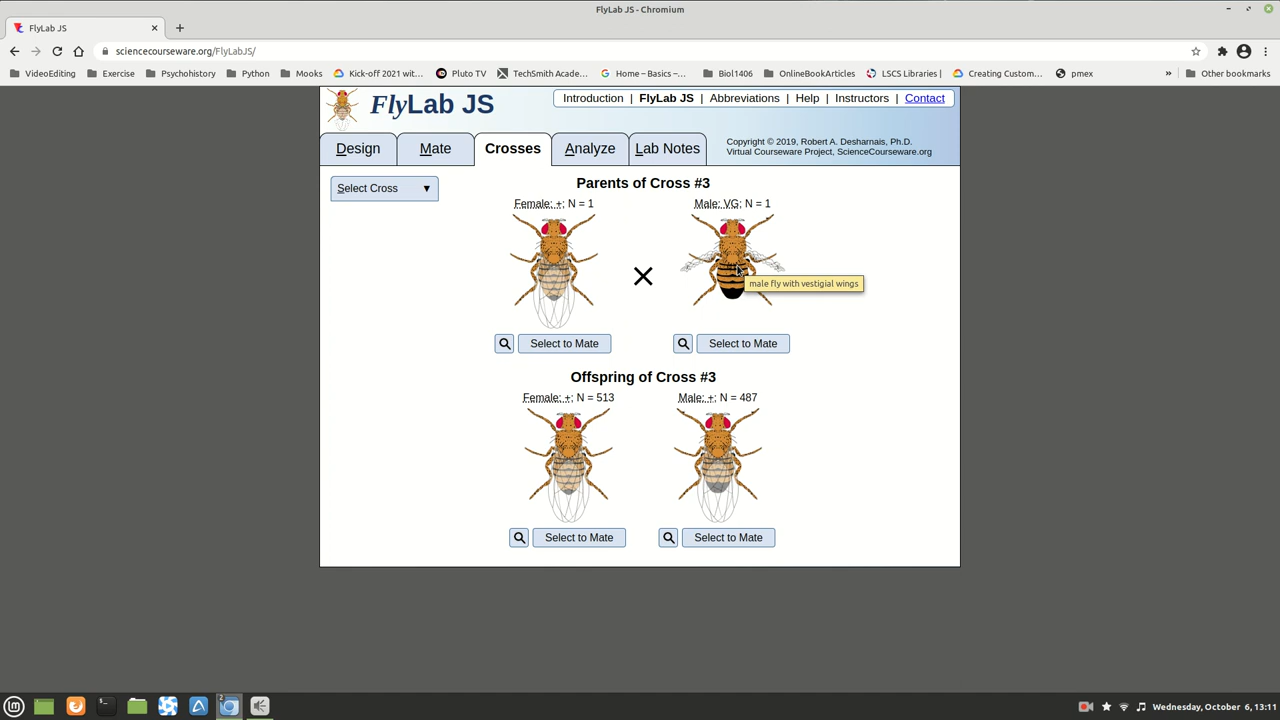 FlyLab JS - Chromium
FlyLab JS
sciencecourseware.org/FlyLabJS/
VideoEditing Exercise Psychohistory Python Mooks Kick-off 2021 wit... Pluto TV TechSmith Acade... Home – Basics –... Biol1406 OnlineBookArticles LSCS Libraries | Creating Custom... pmex » Other bookmarks
FlyLab JS
Introduction | FlyLab JS | Abbreviations | Help | Instructors | Contact
Design Mate Crosses Analyze Lab Notes
Copyright © 2019, Robert A. Desharnais, Ph.D.
Virtual Courseware Project, ScienceCourseware.org
Select Cross ▼
Parents of Cross #3
Female: +; N = 1 Male: VG; N = 1
male fly with vestigial wings
Select to Mate Select to Mate
Offspring of Cross #3
Female: +; N = 513 Male: +; N = 487
Select to Mate Select to Mate
2
Wednesday, October 6, 13:11